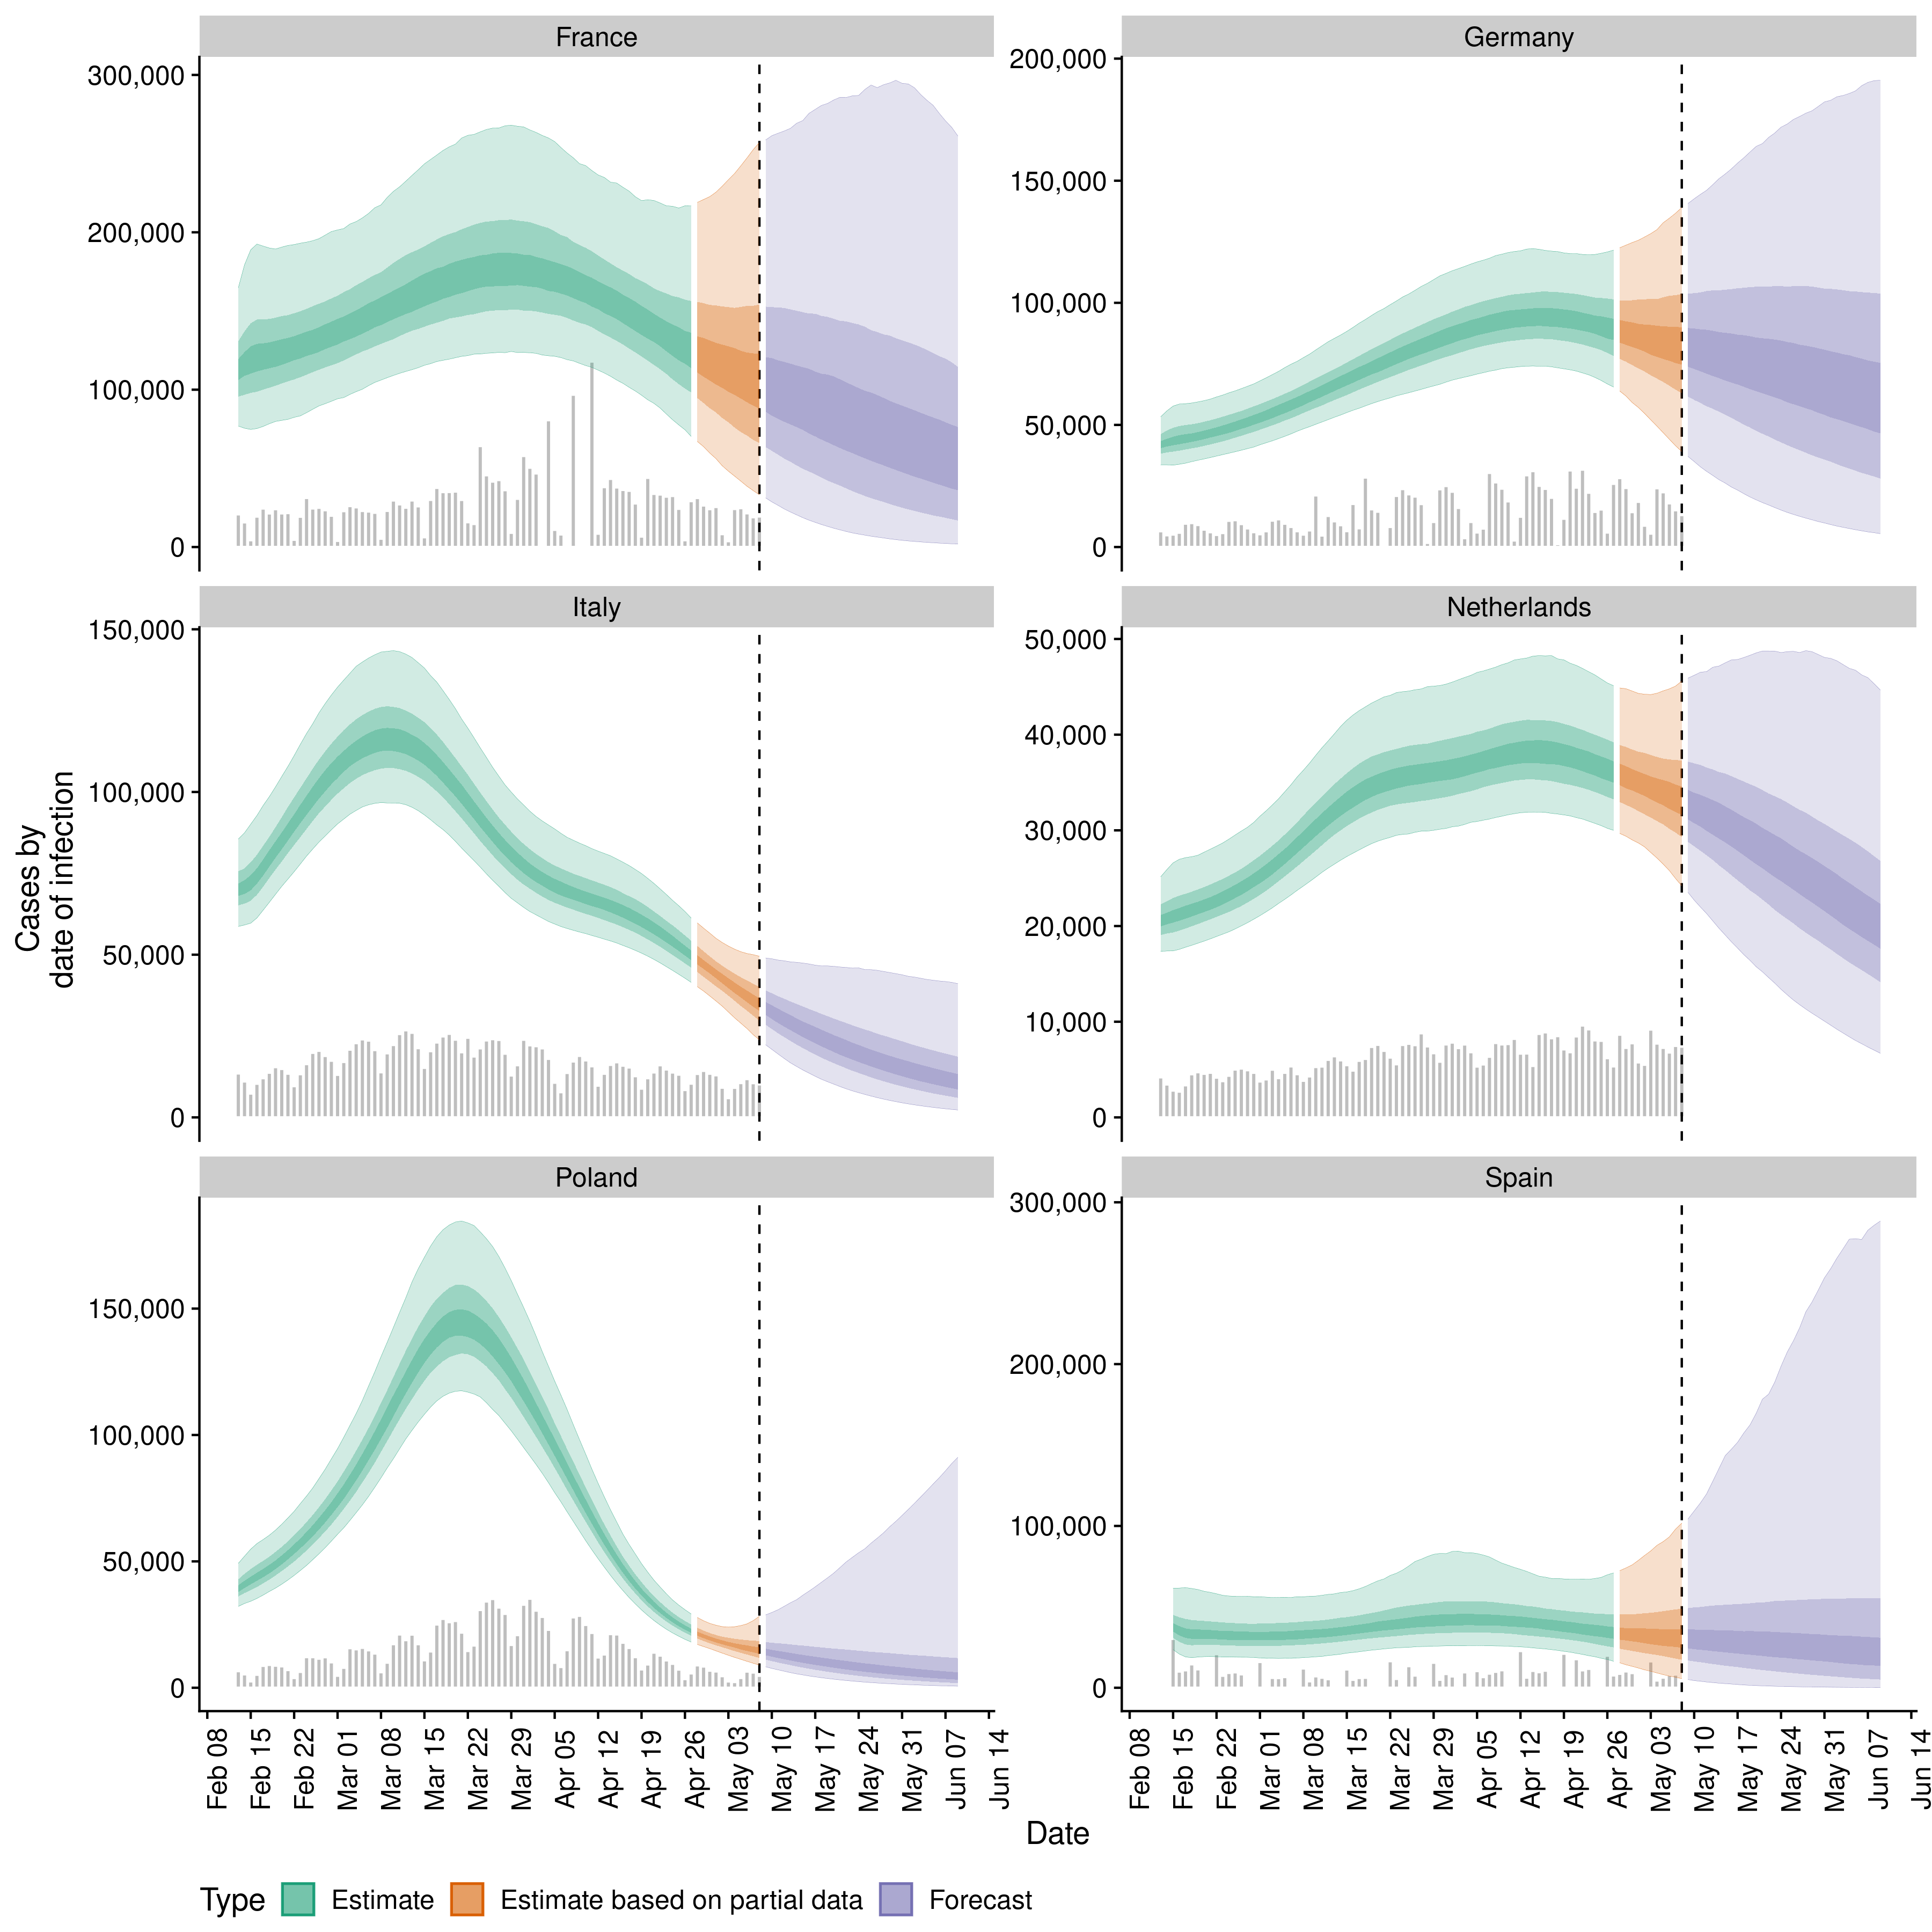 France
Germany
300,000
200,000
100,000
0
200,000
150,000
100,000
50,000
0
Italy
Netherlands
150,000
100,000
50,000
0
50,000
40,000
30,000
20,000
10,000
0
Cases by
date of infection
Poland
Spain
150,000
100,000
50,000
0
300,000
200,000
100,000
0
Feb 08
Feb 15
Feb 22
Mar 01
Mar 08
Mar 15
Mar 22
Mar 29
Apr 05
Apr 12
Apr 19
Apr 26
May 03
May 10
May 17
May 24
May 31
Jun 07
Jun 14
Feb 08
Feb 15
Feb 22
Mar 01
Mar 08
Mar 15
Mar 22
Mar 29
Apr 05
Apr 12
Apr 19
Apr 26
May 03
May 10
May 17
May 24
May 31
Jun 07
Jun 14
Date
Type Estimate Estimate based on partial data Forecast